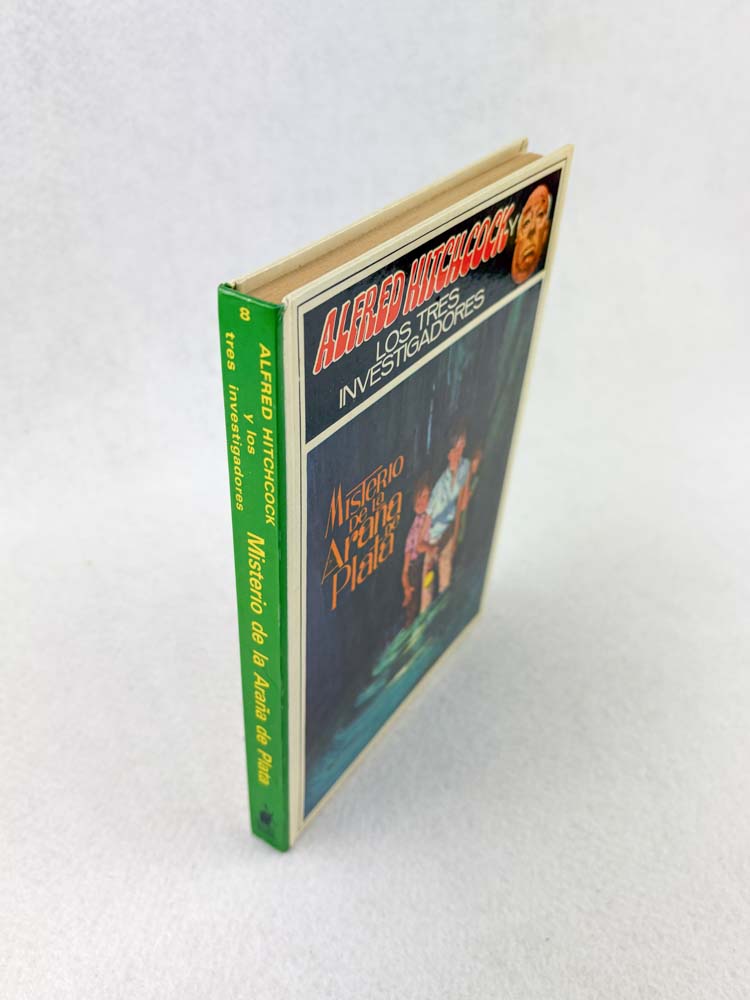 8
ALFRED HITCHCOCK
y los
tres investigadores
Misterio de la Araña de Plata
ALFRED HITCHCOCK Y
LOS TRES
INVESTIGADORES
Misterio
DE la
Araña
DE
Plata